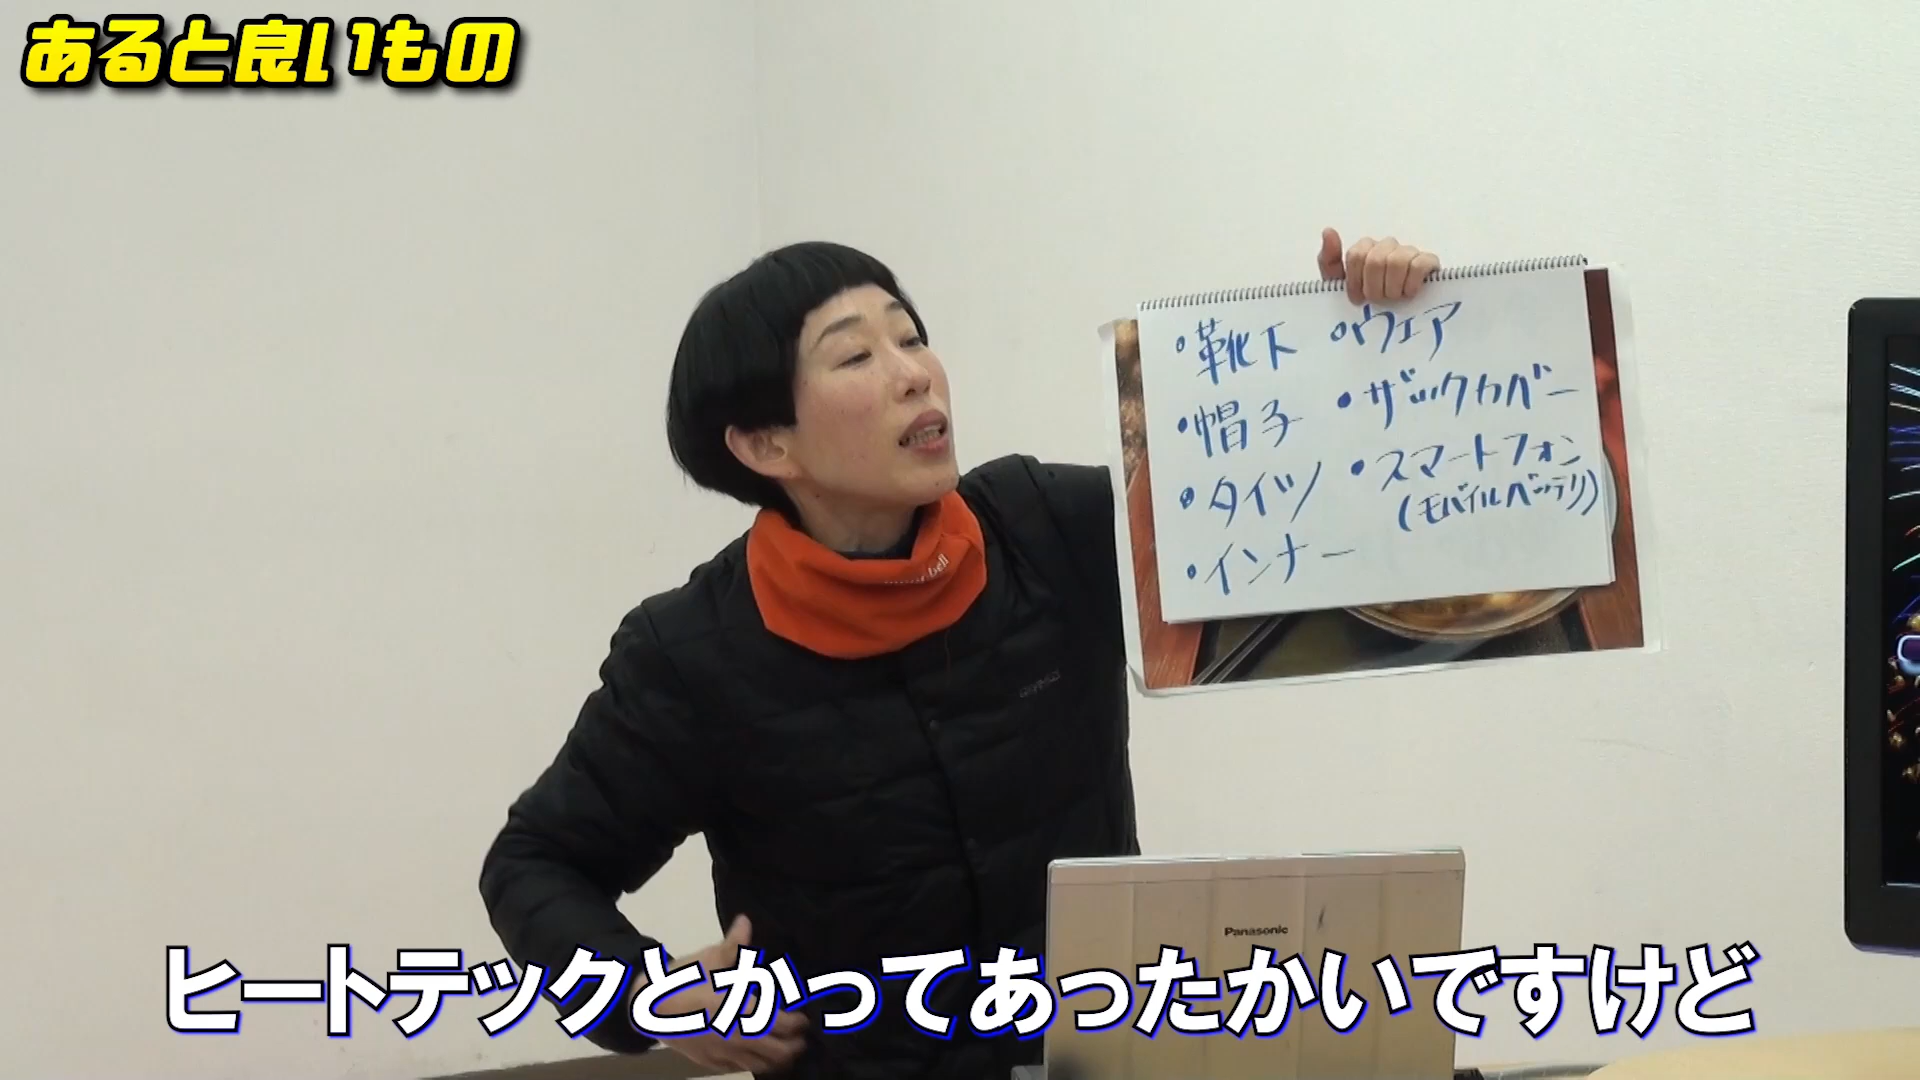 あると良いもの
・靴下
・帽子
・タイツ
・インナー
・ウェア
・ザックカバー
・スマートフォン
(モバイルバッテリ)
GRAMICCI
Panasonic
ヒートテックとかってあったかいですけど